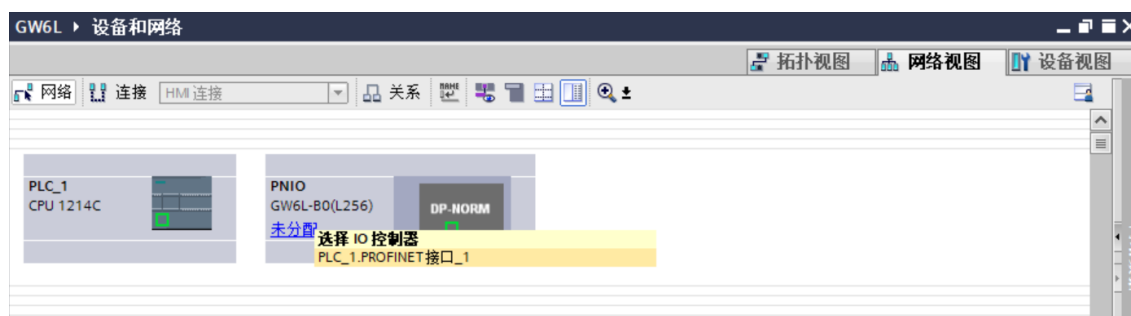 GW6L ▸ 设备和网络
拓扑视图 网络视图 设备视图
网络 连接 HMI 连接 关系
PLC_1
CPU 1214C
PNIO
GW6L-B0(L256)
DP-NORM
未分配
选择 IO 控制器
PLC_1.PROFINET接口_1